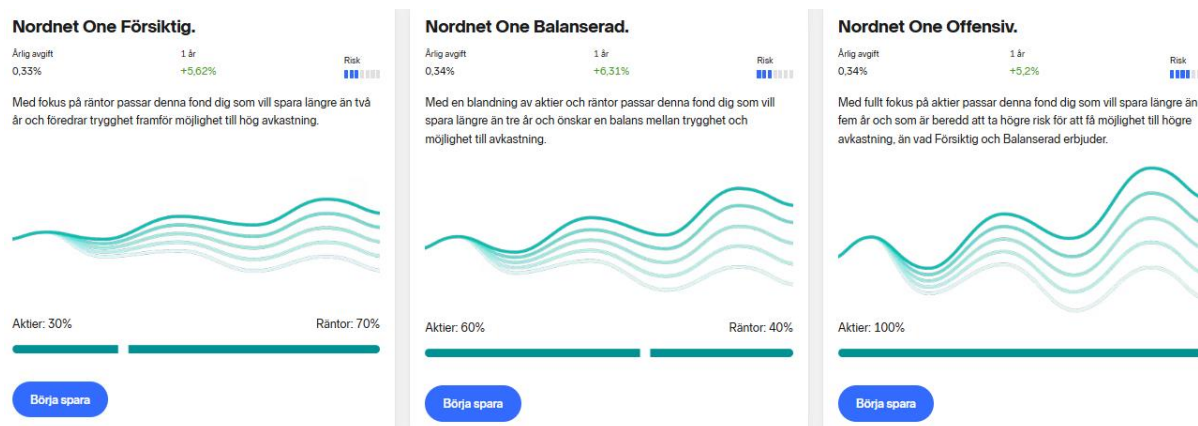 Nordnet One Försiktig.
Årlig avgift
1 år
Risk
0,33%
+5,62%
Med fokus på räntor passar denna fond dig som vill spara längre än två
år och föredrar trygghet framför möjlighet till hög avkastning.
Aktier: 30%
Räntor: 70%
Börja spara
Nordnet One Balanserad.
Årlig avgift
1 år
Risk
0,34%
+6,31%
Med en blandning av aktier och räntor passar denna fond dig som vill
spara längre än tre år och önskar en balans mellan trygghet och
möjlighet till avkastning.
Aktier: 60%
Räntor: 40%
Börja spara
Nordnet One Offensiv.
Årlig avgift
1 år
Risk
0,34%
+5,2%
Med fullt fokus på aktier passar denna fond dig som vill spara längre än
fem år och som är beredd att ta högre risk för att få möjlighet till högre
avkastning, än vad Försiktig och Balanserad erbjuder.
Aktier: 100%
Börja spara